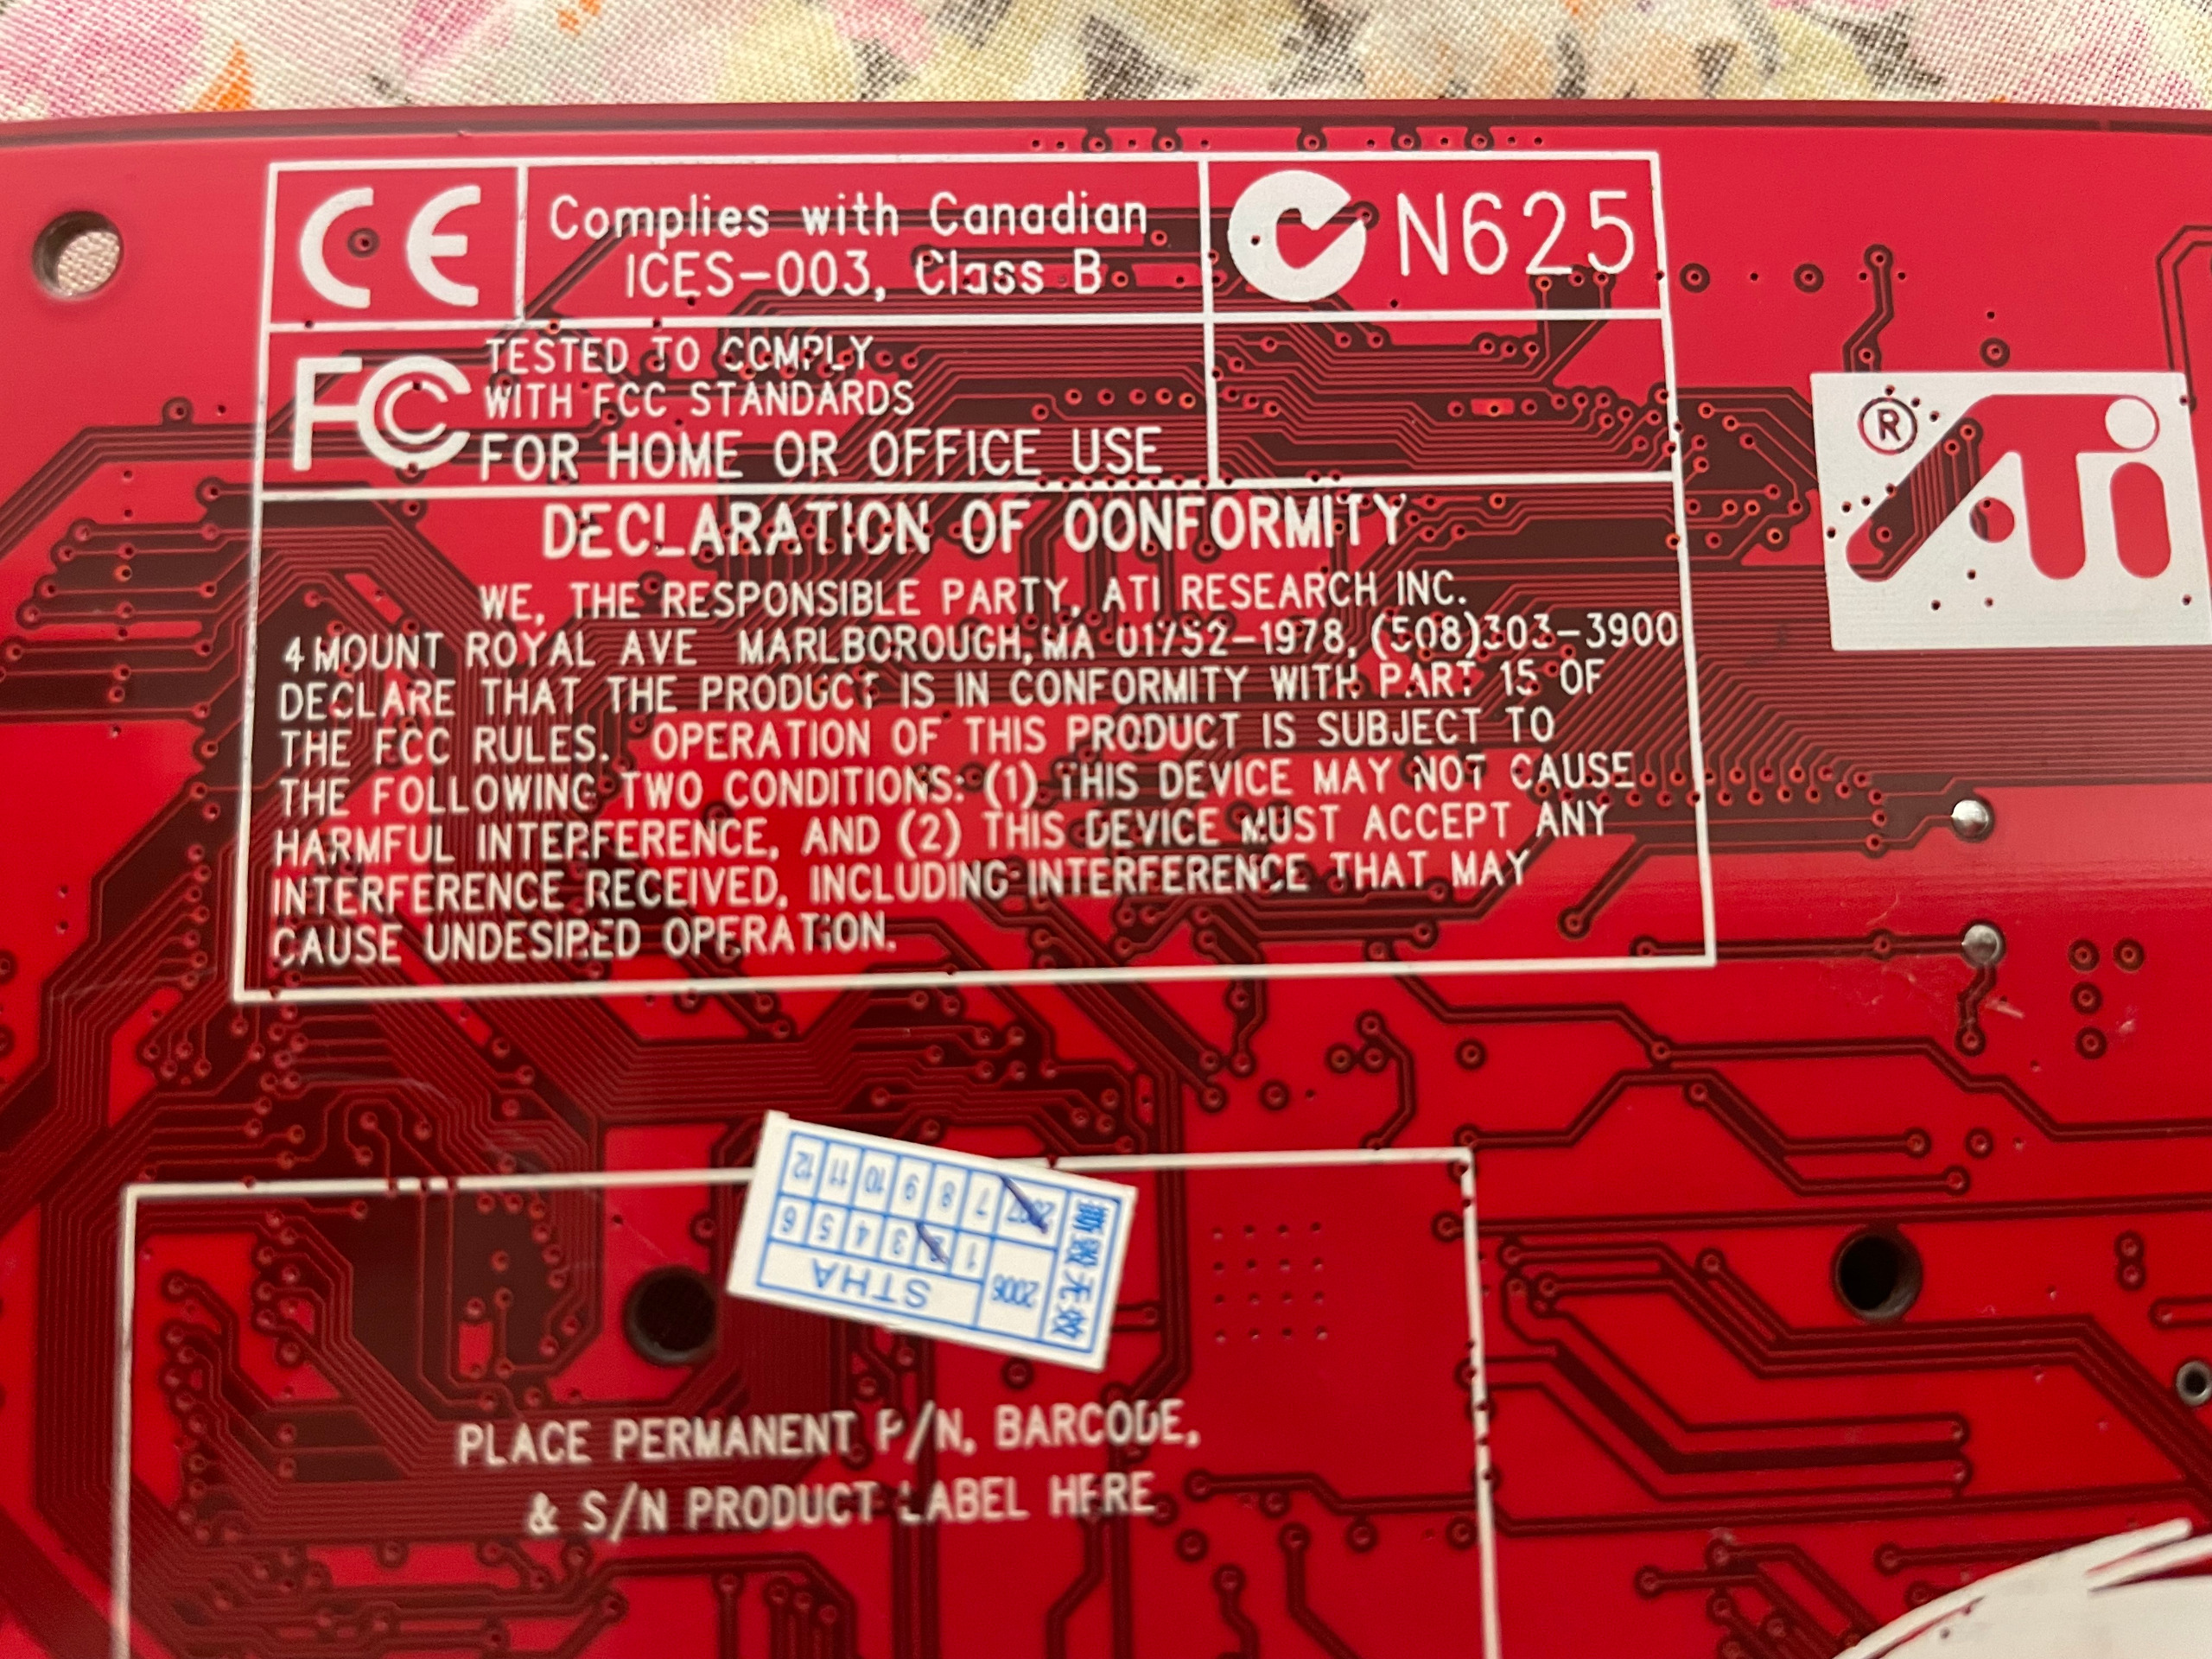 CE
Complies with Canadian
ICES-003, Class B
N625
FC
TESTED TO COMPLY
WITH FCC STANDARDS
FOR HOME OR OFFICE USE
DECLARATION OF CONFORMITY
WE, THE RESPONSIBLE PARTY, ATI RESEARCH INC.
4 MOUNT ROYAL AVE MARLBOROUGH, MA 01752-1978, (508)303-3900
DECLARE THAT THE PRODUCT IS IN CONFORMITY WITH PART 15 OF
THE FCC RULES. OPERATION OF THIS PRODUCT IS SUBJECT TO
THE FOLLOWING TWO CONDITIONS: (1) THIS DEVICE MAY NOT CAUSE
HARMFUL INTERFERENCE, AND (2) THIS DEVICE MUST ACCEPT ANY
INTERFERENCE RECEIVED, INCLUDING INTERFERENCE THAT MAY
CAUSE UNDESIRED OPERATION.
® ATi
撕毁无效
2006 STHA
1 2 3 4 5 6
2007 7 8 9 10 11 12
PLACE PERMANENT P/N, BARCODE,
& S/N PRODUCT LABEL HERE